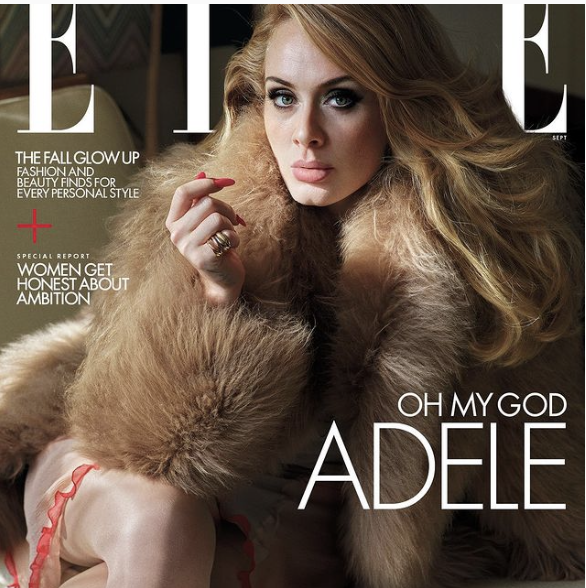 ELLE
SEPT
THE FALL GLOW UP
FASHION AND
BEAUTY FINDS FOR
EVERY PERSONAL STYLE
+
SPECIAL REPORT
WOMEN GET
HONEST ABOUT
AMBITION
OH MY GOD
ADELE